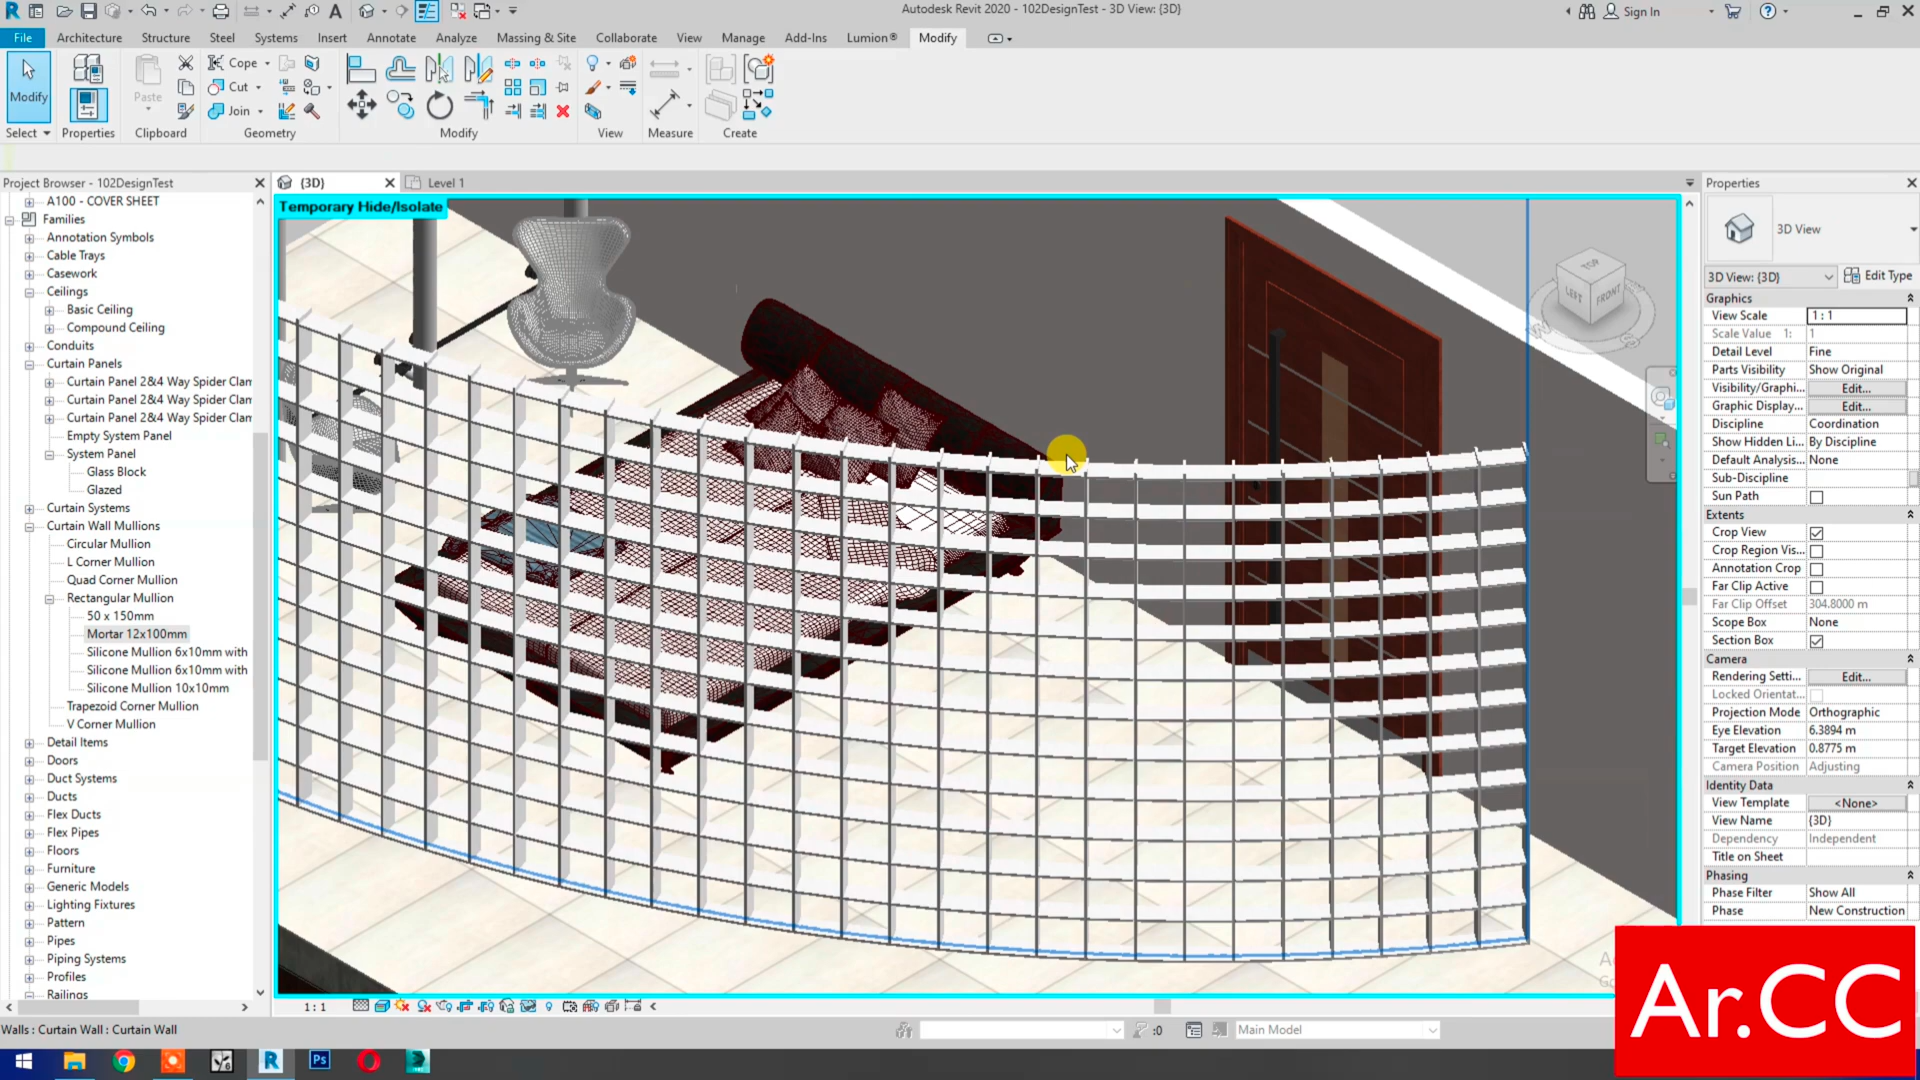 Autodesk Revit 2020 - 102DesignTest - 3D View: {3D}
Sign In
File Architecture Structure Steel Systems Insert Annotate Analyze Massing & Site Collaborate View Manage Add-Ins Lumion® Modify
Modify
Paste
Cope
Cut
Join
Select Properties Clipboard Geometry Modify View Measure Create
Project Browser - 102DesignTest
A100 - COVER SHEET
Families
Annotation Symbols
Cable Trays
Casework
Ceilings
Basic Ceiling
Compound Ceiling
Conduits
Curtain Panels
Curtain Panel 2&4 Way Spider Clam
Curtain Panel 2&4 Way Spider Clam
Curtain Panel 2&4 Way Spider Clam
Empty System Panel
System Panel
Glass Block
Glazed
Curtain Systems
Curtain Wall Mullions
Circular Mullion
L Corner Mullion
Quad Corner Mullion
Rectangular Mullion
50 x 150mm
Mortar 12x100mm
Silicone Mullion 6x10mm with
Silicone Mullion 6x10mm with
Silicone Mullion 10x10mm
Trapezoid Corner Mullion
V Corner Mullion
Detail Items
Doors
Duct Systems
Ducts
Flex Ducts
Flex Pipes
Floors
Furniture
Generic Models
Lighting Fixtures
Pattern
Pipes
Piping Systems
Profiles
Railings
{3D} Level 1
Temporary Hide/Isolate
TOP
LEFT
FRONT
W
S
Properties
3D View
3D View: {3D} Edit Type
Graphics
View Scale 1 : 1
Scale Value 1: 1
Detail Level Fine
Parts Visibility Show Original
Visibility/Graphi... Edit...
Graphic Display... Edit...
Discipline Coordination
Show Hidden Li... By Discipline
Default Analysis... None
Sub-Discipline
Sun Path
Extents
Crop View
Crop Region Vis...
Annotation Crop
Far Clip Active
Far Clip Offset 304.8000 m
Scope Box None
Section Box
Camera
Rendering Setti... Edit...
Locked Orientat...
Projection Mode Orthographic
Eye Elevation 6.3894 m
Target Elevation 0.8775 m
Camera Position Adjusting
Identity Data
View Template <None>
View Name {3D}
Dependency Independent
Title on Sheet
Phasing
Phase Filter Show All
Phase New Construction
1 : 1
Walls : Curtain Wall : Curtain Wall
:0
Main Model
Ar.CC
R
Ps